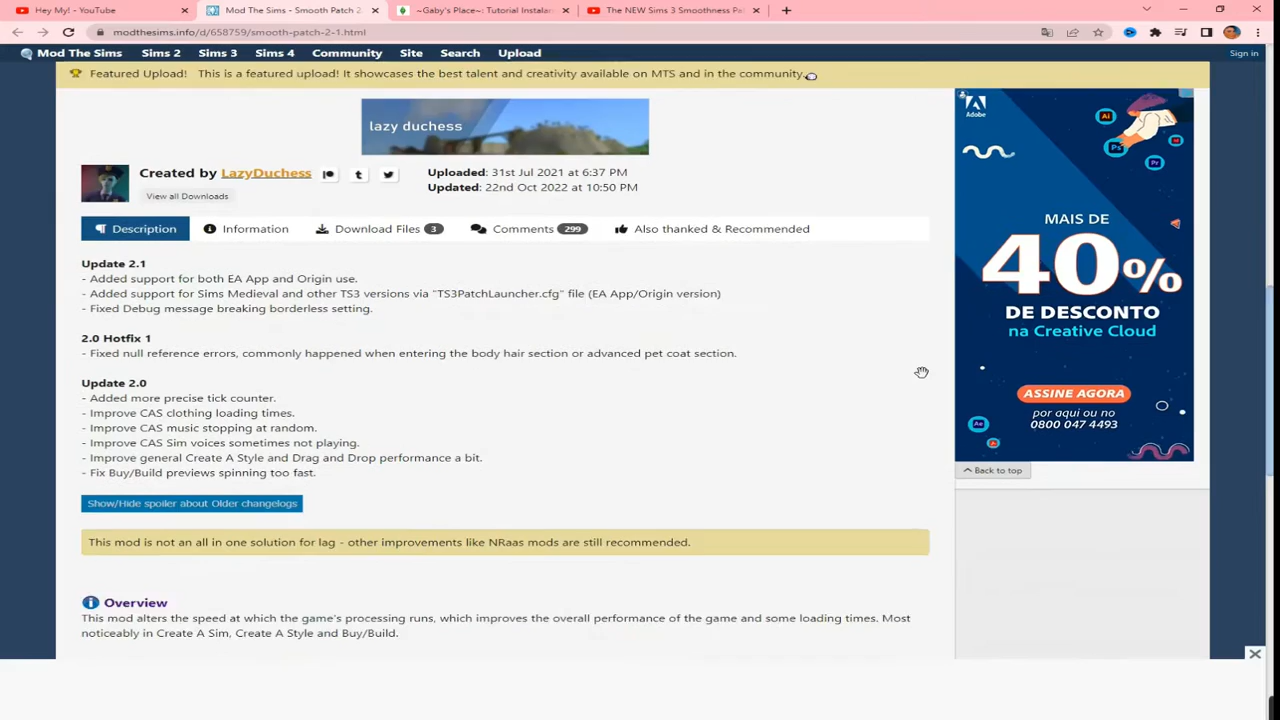 Hey My! - YouTube
Mod The Sims - Smooth Patch 2
~Gaby's Place~: Tutorial Instalar
The NEW Sims 3 Smoothness Pa
modthesims.info/d/658759/smooth-patch-2-1.html
Mod The Sims Sims 2 Sims 3 Sims 4 Community Site Search Upload Sign in
Featured Upload! This is a featured upload! It showcases the best talent and creativity available on MTS and in the community.
lazy duchess
Created by LazyDuchess
View all Downloads
Uploaded: 31st Jul 2021 at 6:37 PM
Updated: 22nd Oct 2022 at 10:50 PM
Description Information Download Files 3 Comments 299 Also thanked & Recommended
Update 2.1
- Added support for both EA App and Origin use.
- Added support for Sims Medieval and other TS3 versions via "TS3PatchLauncher.cfg" file (EA App/Origin version)
- Fixed Debug message breaking borderless setting.
2.0 Hotfix 1
- Fixed null reference errors, commonly happened when entering the body hair section or advanced pet coat section.
Update 2.0
- Added more precise tick counter.
- Improve CAS clothing loading times.
- Improve CAS music stopping at random.
- Improve CAS Sim voices sometimes not playing.
- Improve general Create A Style and Drag and Drop performance a bit.
- Fix Buy/Build previews spinning too fast.
Show/Hide spoiler about Older changelogs
This mod is not an all in one solution for lag - other improvements like NRaas mods are still recommended.
Overview
This mod alters the speed at which the game's processing runs, which improves the overall performance of the game and some loading times. Most
noticeably in Create A Sim, Create A Style and Buy/Build.
Adobe
Ai
Ps
Pr
MAIS DE
40%
DE DESCONTO
na Creative Cloud
ASSINE AGORA
por aqui ou no
0800 047 4493
Ae
Back to top